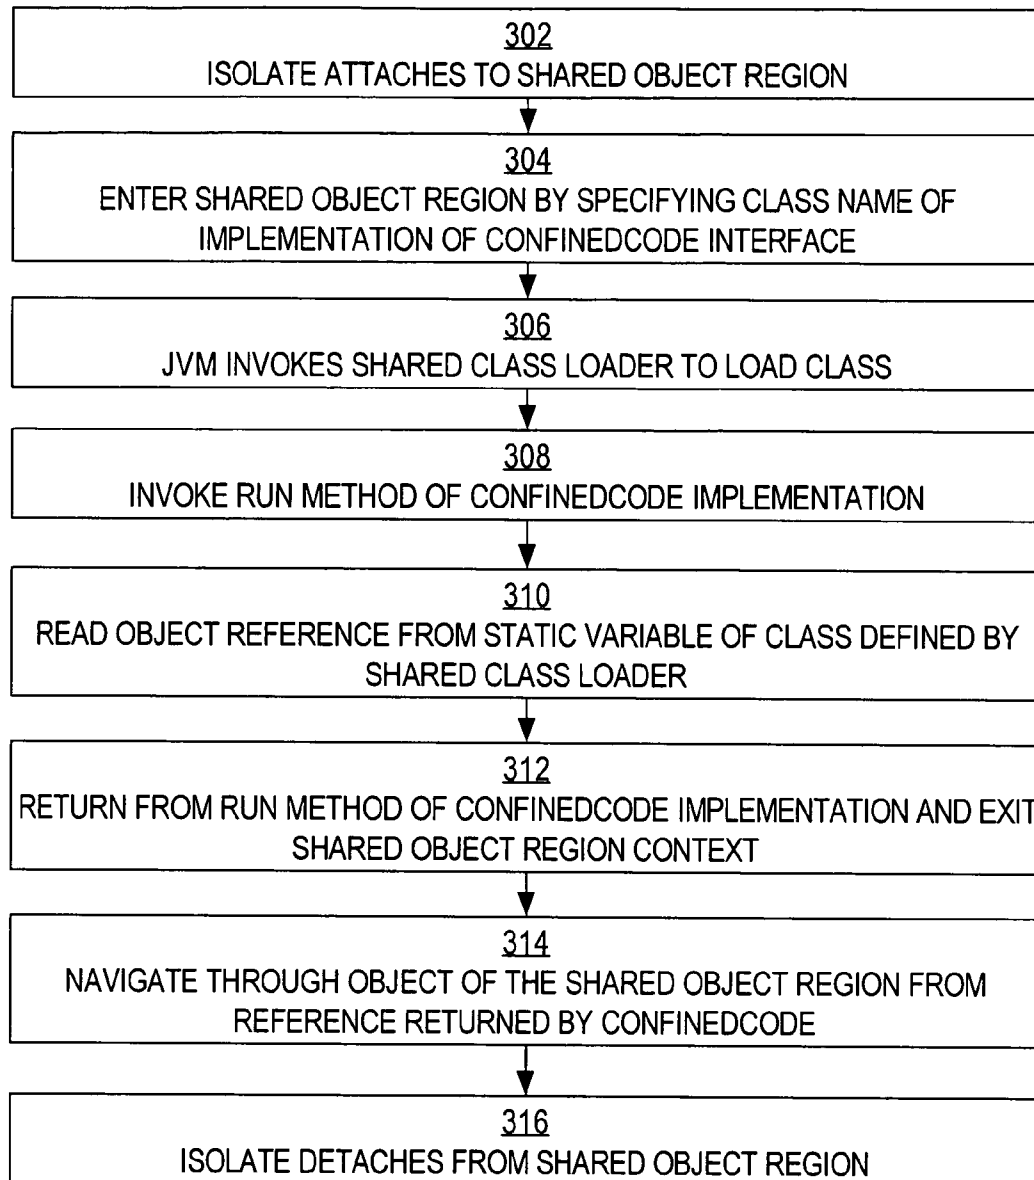 302
ISOLATE ATTACHES TO SHARED OBJECT REGION
304
ENTER SHARED OBJECT REGION BY SPECIFYING CLASS NAME OF
IMPLEMENTATION OF CONFINEDCODE INTERFACE
306
JVM INVOKES SHARED CLASS LOADER TO LOAD CLASS
308
INVOKE RUN METHOD OF CONFINEDCODE IMPLEMENTATION
310
READ OBJECT REFERENCE FROM STATIC VARIABLE OF CLASS DEFINED BY
SHARED CLASS LOADER
312
RETURN FROM RUN METHOD OF CONFINEDCODE IMPLEMENTATION AND EXIT
SHARED OBJECT REGION CONTEXT
314
NAVIGATE THROUGH OBJECT OF THE SHARED OBJECT REGION FROM
REFERENCE RETURNED BY CONFINEDCODE
316
ISOLATE DETACHES FROM SHARED OBJECT REGION